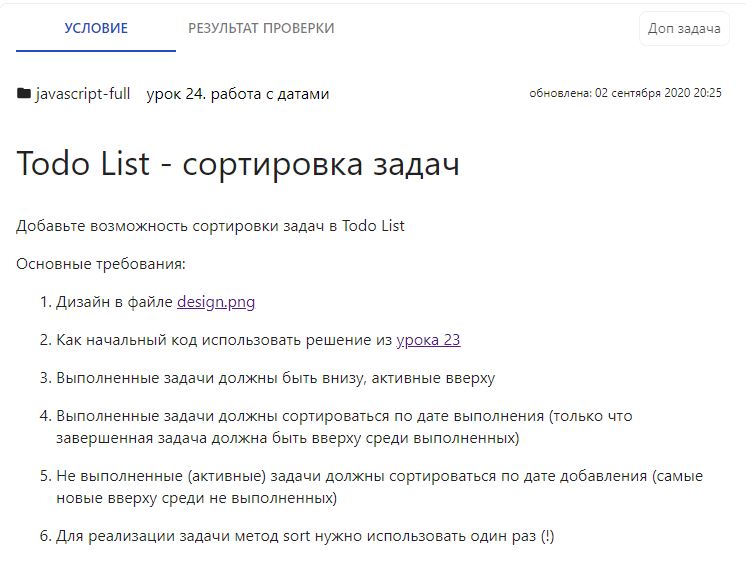 УСЛОВИЕ РЕЗУЛЬТАТ ПРОВЕРКИ Доп задача
javascript-full урок 24. работа с датами обновлена: 02 сентября 2020 20:25
Todo List - сортировка задач
Добавьте возможность сортировки задач в Todo List
Основные требования:
1. Дизайн в файле design.png
2. Как начальный код использовать решение из урока 23
3. Выполненные задачи должны быть внизу, активные вверху
4. Выполненные задачи должны сортироваться по дате выполнения (только что
завершенная задача должна быть вверху среди выполненных)
5. Не выполненные (активные) задачи должны сортироваться по дате добавления (самые
новые вверху среди не выполненных)
6. Для реализации задачи метод sort нужно использовать один раз (!)